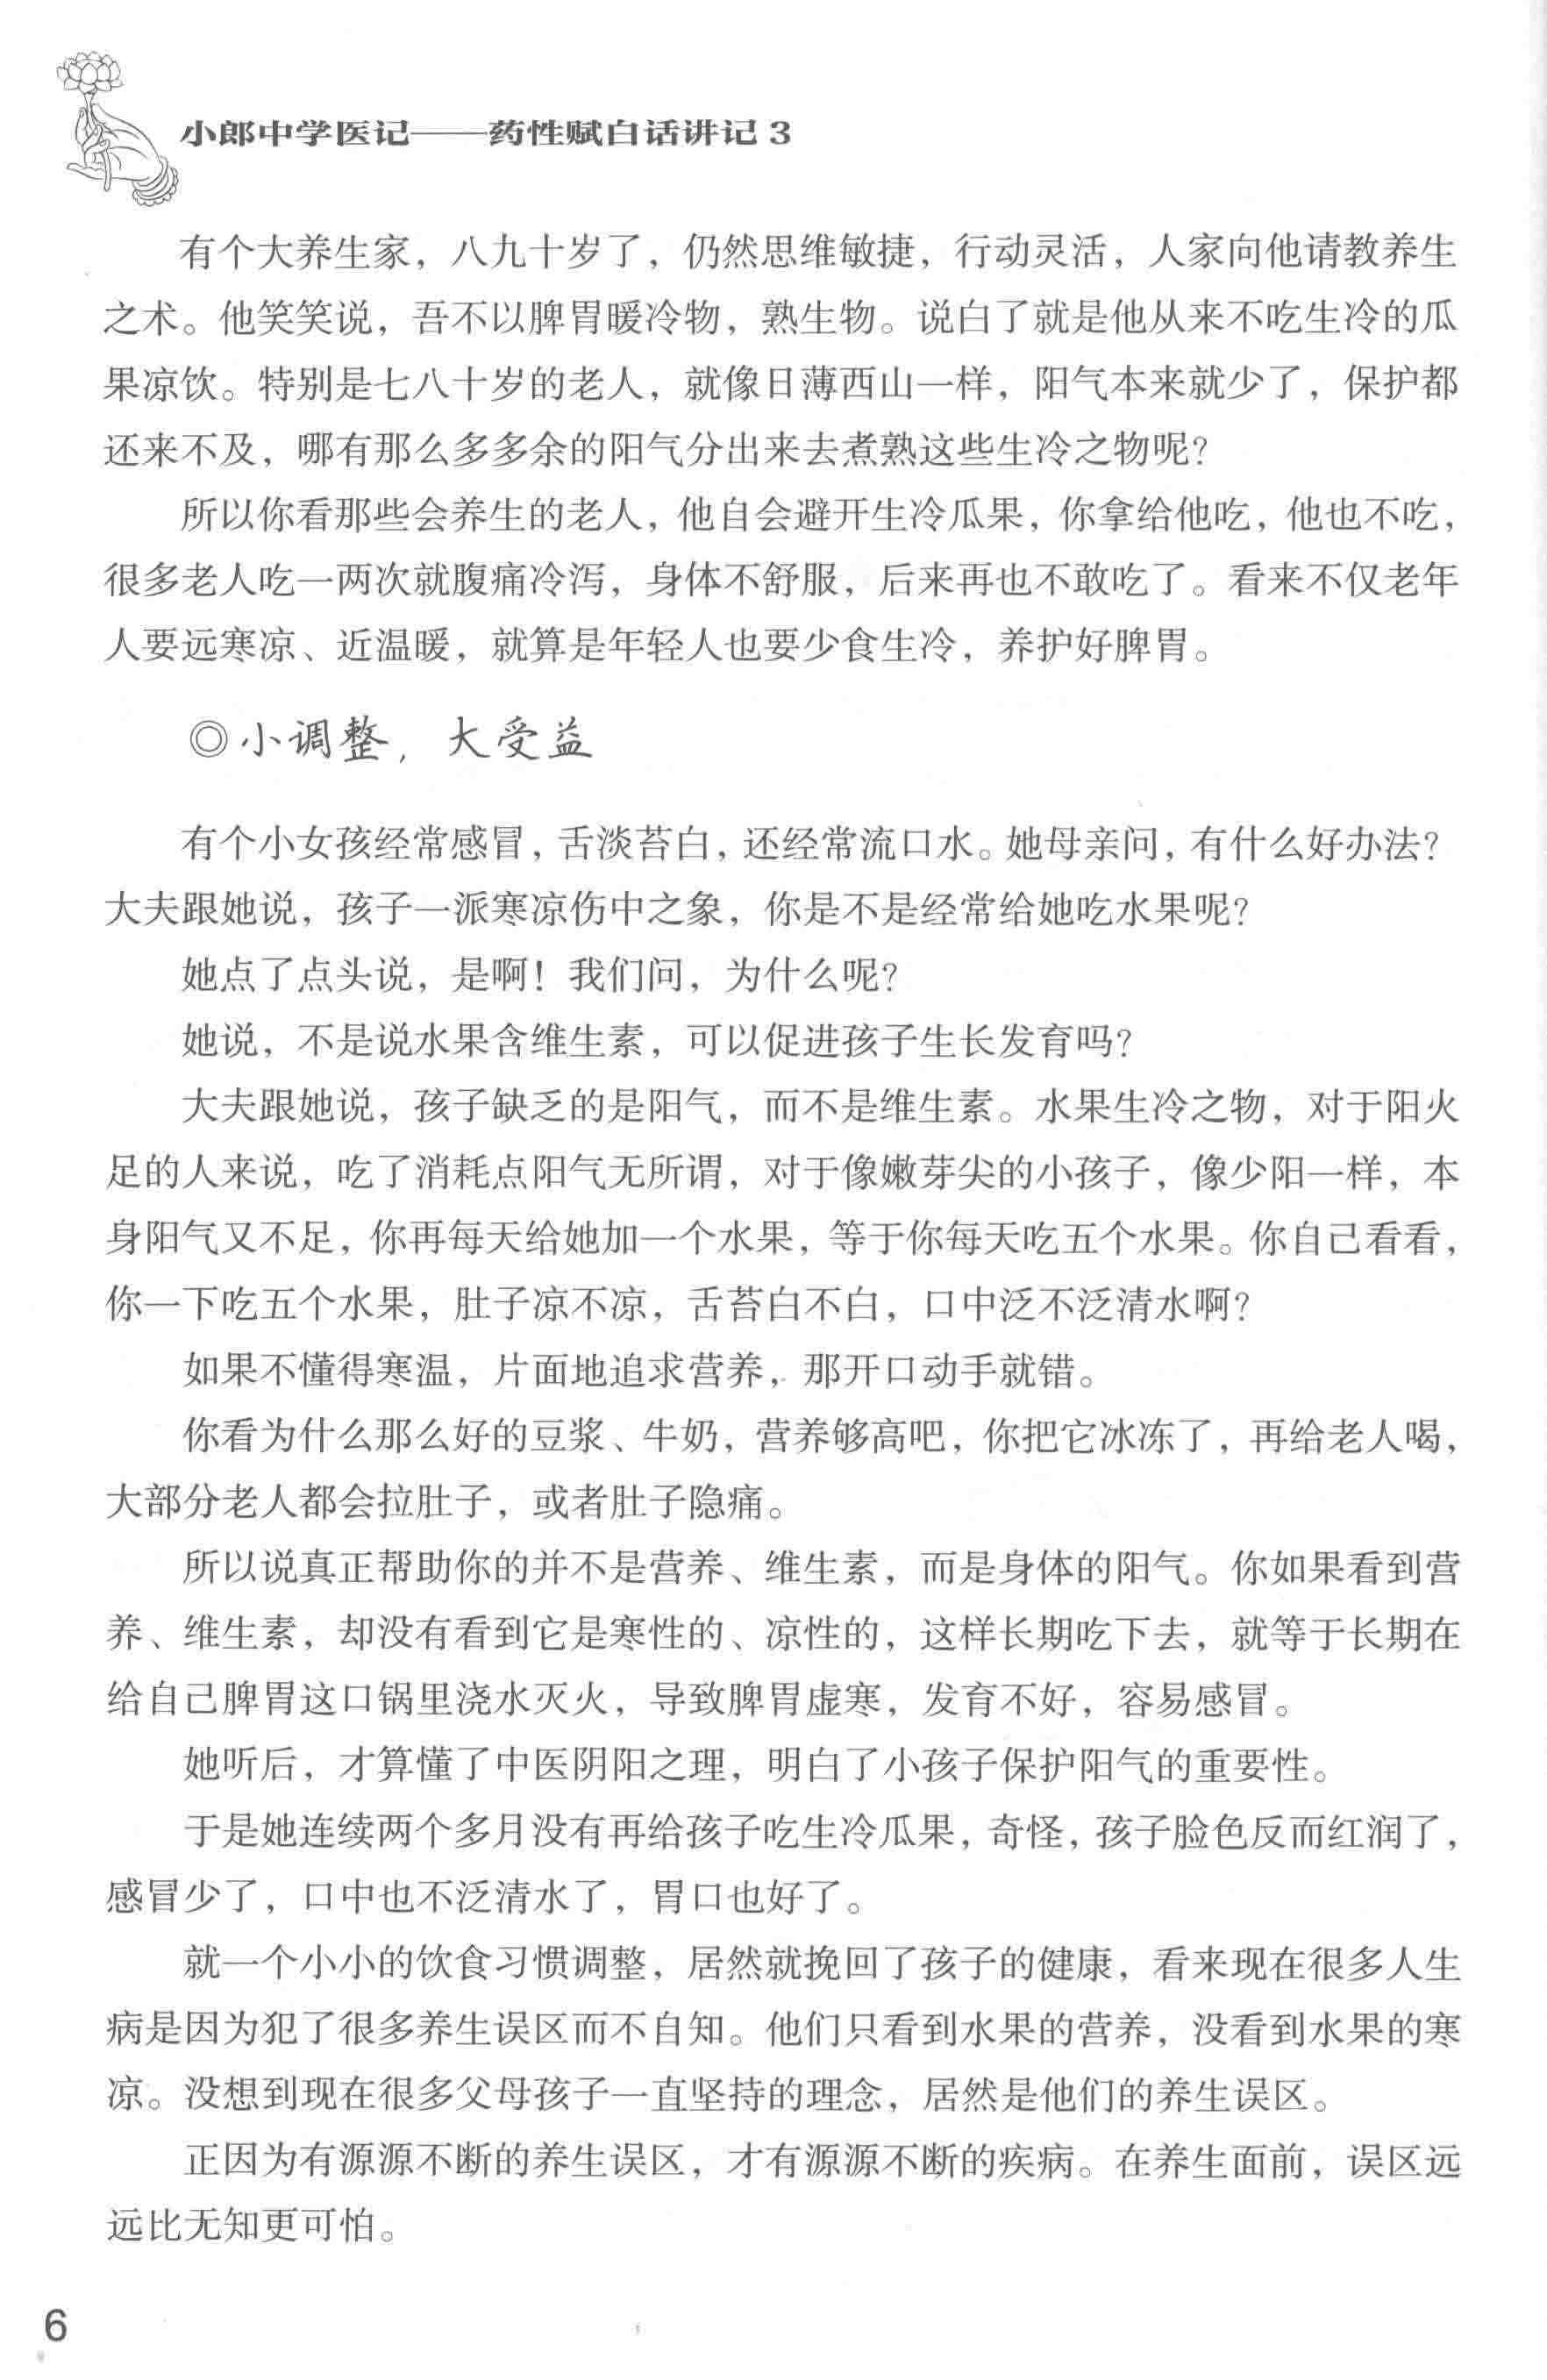 小郎中学医记——药性赋白话讲记3
有个大养生家，八九十岁了，仍然思维敏捷，行动灵活，人家向他请教养生
之术。他笑笑说，吾不以脾胃暖冷物，熟生物。说白了就是他从来不吃生冷的瓜
果凉饮。特别是七八十岁的老人，就像日薄西山一样，阳气本来就少了，保护都
还来不及，哪有那么多多余的阳气分出来去煮熟这些生冷之物呢？
所以你看那些会养生的老人，他自会避开生冷瓜果，你拿给他吃，他也不吃，
很多老人吃一两次就腹痛冷泻，身体不舒服，后来再也不敢吃了。看来不仅老年
人要远寒凉、近温暖，就算是年轻人也要少食生冷，养护好脾胃。
◎小调整，大受益
有个小女孩经常感冒，舌淡苔白，还经常流口水。她母亲问，有什么好办法？
大夫跟她说，孩子一派寒凉伤中之象，你是不是经常给她吃水果呢？
她点了点头说，是啊！我们问，为什么呢？
她说，不是说水果含维生素，可以促进孩子生长发育吗？
大夫跟她说，孩子缺乏的是阳气，而不是维生素。水果生冷之物，对于阳火
足的人来说，吃了消耗点阳气无所谓，对于像嫩芽尖的小孩子，像少阳一样，本
身阳气又不足，你再每天给她加一个水果，等于你每天吃五个水果。你自己看看，
你一下吃五个水果，肚子凉不凉，舌苔白不白，口中泛不泛清水啊？
如果不懂得寒温，片面地追求营养，那开口动手就错。
你看为什么那么好的豆浆、牛奶，营养够高吧，你把它冰冻了，再给老人喝，
大部分老人都会拉肚子，或者肚子隐痛。
所以说真正帮助你的并不是营养、维生素，而是身体的阳气。你如果看到营
养、维生素，却没有看到它是寒性的、凉性的，这样长期吃下去，就等于长期在
给自己脾胃这口锅里浇水灭火，导致脾胃虚寒，发育不好，容易感冒。
她听后，才算懂了中医阴阳之理，明白了小孩子保护阳气的重要性。
于是她连续两个多月没有再给孩子吃生冷瓜果，奇怪，孩子脸色反而红润了，
感冒少了，口中也不泛清水了，胃口也好了。
就一个小小的饮食习惯调整，居然就挽回了孩子的健康，看来现在很多人生
病是因为犯了很多养生误区而不自知。他们只看到水果的营养，没看到水果的寒
凉。没想到现在很多父母孩子一直坚持的理念，居然是他们的养生误区。
正因为有源源不断的养生误区，才有源源不断的疾病。在养生面前，误区远
远比无知更可怕。
6